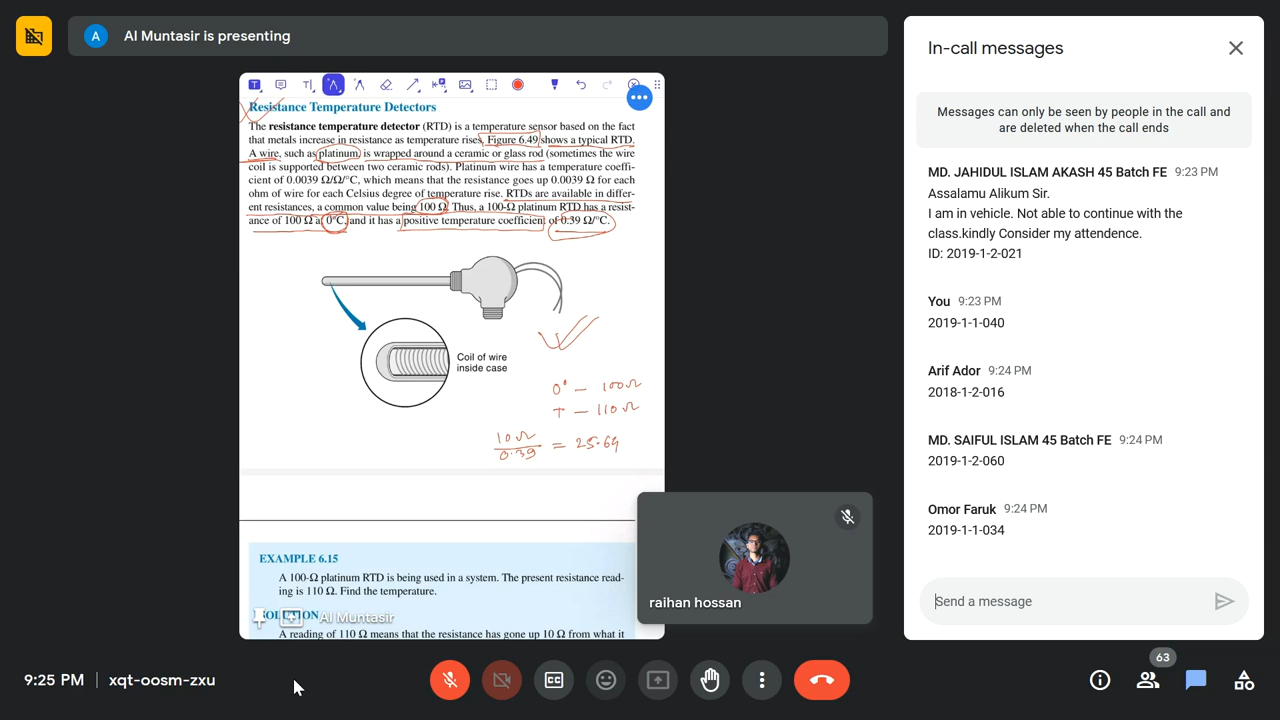 A
Al Muntasir is presenting
Resistance Temperature Detectors
The resistance temperature detector (RTD) is a temperature sensor based on the fact
that metals increase in resistance as temperature rises. Figure 6.49 shows a typical RTD.
A wire, such as platinum, is wrapped around a ceramic or glass rod (sometimes the wire
coil is supported between two ceramic rods). Platinum wire has a temperature coeffi-
cient of 0.0039 Ω/Ω/°C, which means that the resistance goes up 0.0039 Ω for each
ohm of wire for each Celsius degree of temperature rise. RTDs are available in differ-
ent resistances, a common value being 100 Ω. Thus, a 100-Ω platinum RTD has a resist-
ance of 100 Ω at 0°C, and it has a positive temperature coefficient of 0.39 Ω/°C.
Coil of wire
inside case
0° — 100Ω
T — 110Ω
10Ω
0.39
= 25.64
EXAMPLE 6.15
A 100-Ω platinum RTD is being used in a system. The present resistance read-
ing is 110 Ω. Find the temperature.
SOLUTION
Al Muntasir
A reading of 110 Ω means that the resistance has gone up 10 Ω from what it
raihan hossan
9:25 PM | xqt-oosm-zxu
In-call messages
Messages can only be seen by people in the call and
are deleted when the call ends
MD. JAHIDUL ISLAM AKASH 45 Batch FE 9:23 PM
Assalamu Alikum Sir.
I am in vehicle. Not able to continue with the
class.kindly Consider my attendence.
ID: 2019-1-2-021
You 9:23 PM
2019-1-1-040
Arif Ador 9:24 PM
2018-1-2-016
MD. SAIFUL ISLAM 45 Batch FE 9:24 PM
2019-1-2-060
Omor Faruk 9:24 PM
2019-1-1-034
Send a message
63